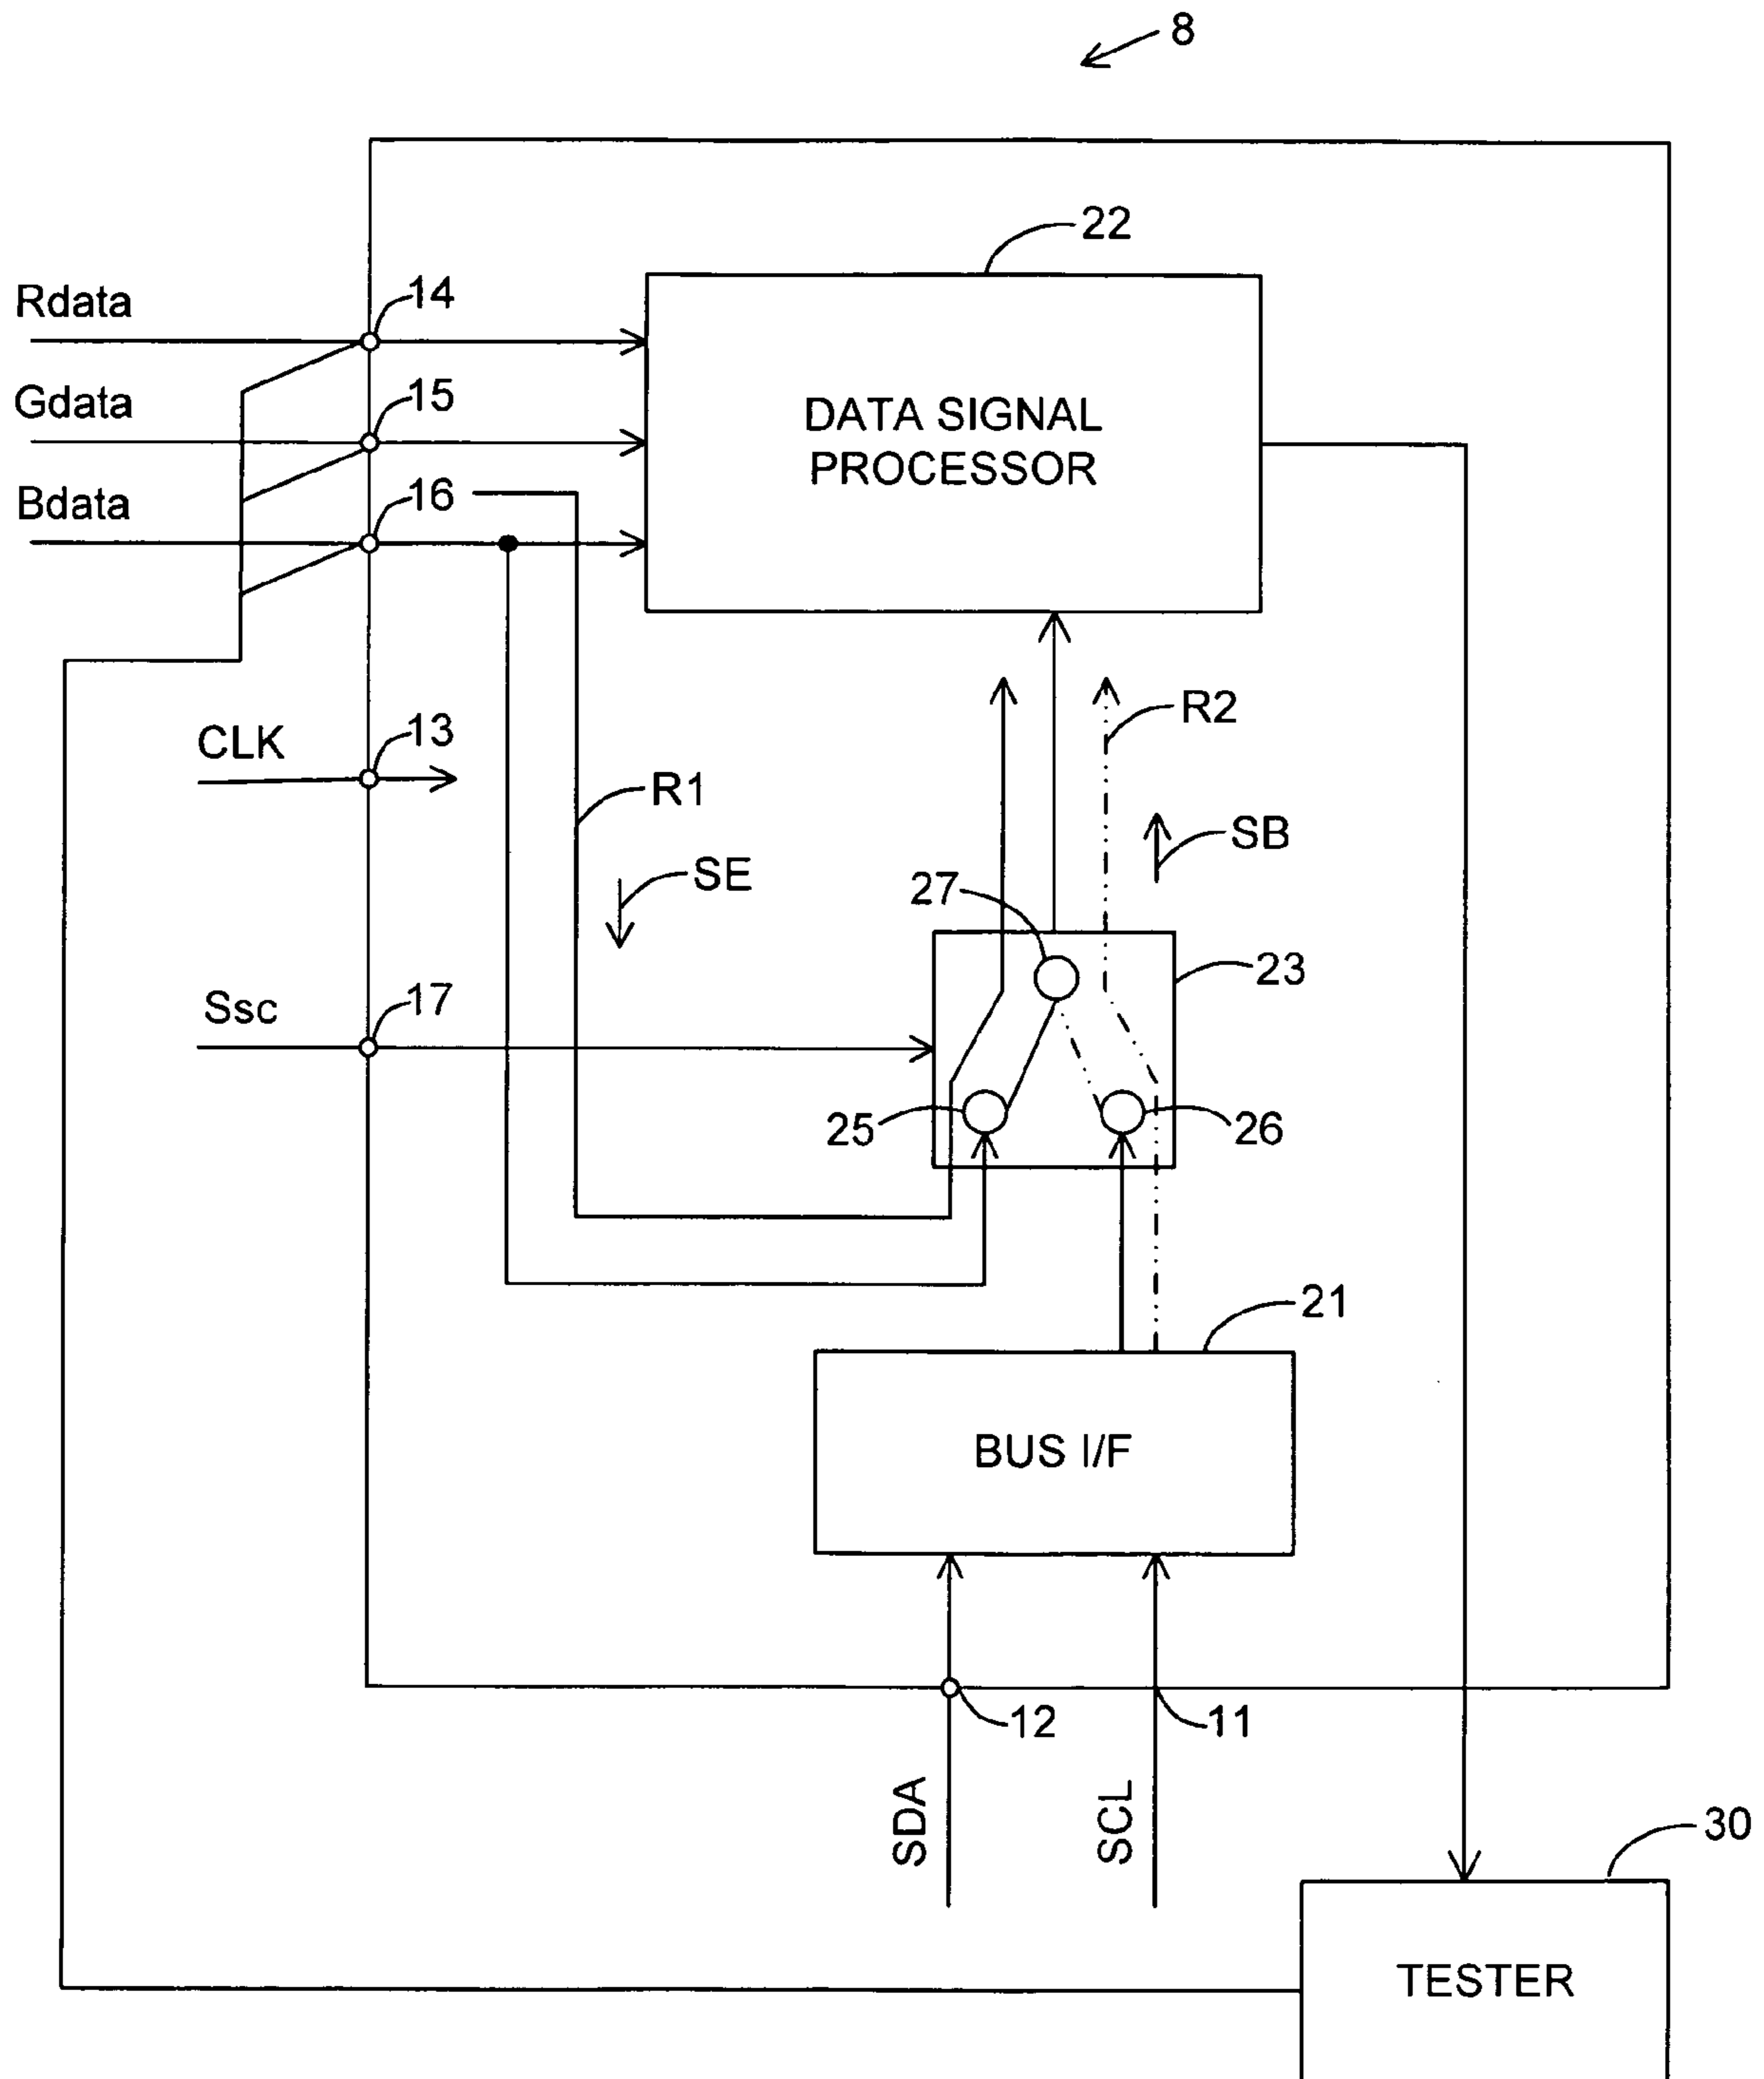 8
22
Rdata
14
Gdata
15
DATA SIGNAL
PROCESSOR
Bdata
16
R2
CLK
13
R1
SB
SE
27
23
Ssc
17
25
26
21
BUS I/F
12
11
SDA
SCL
30
TESTER